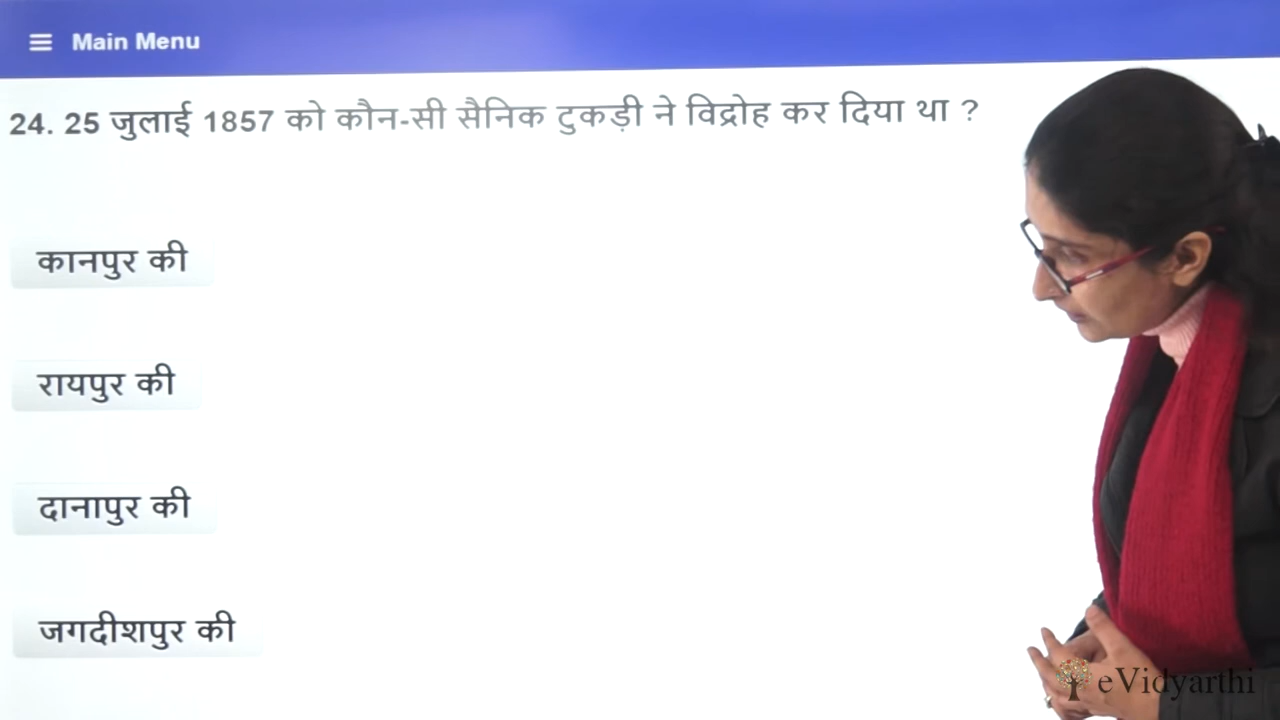 Main Menu
24. 25 जुलाई 1857 को कौन-सी सैनिक टुकड़ी ने विद्रोह कर दिया था ?
कानपुर की
रायपुर की
दानापुर की
जगदीशपुर की
eVidyarthi